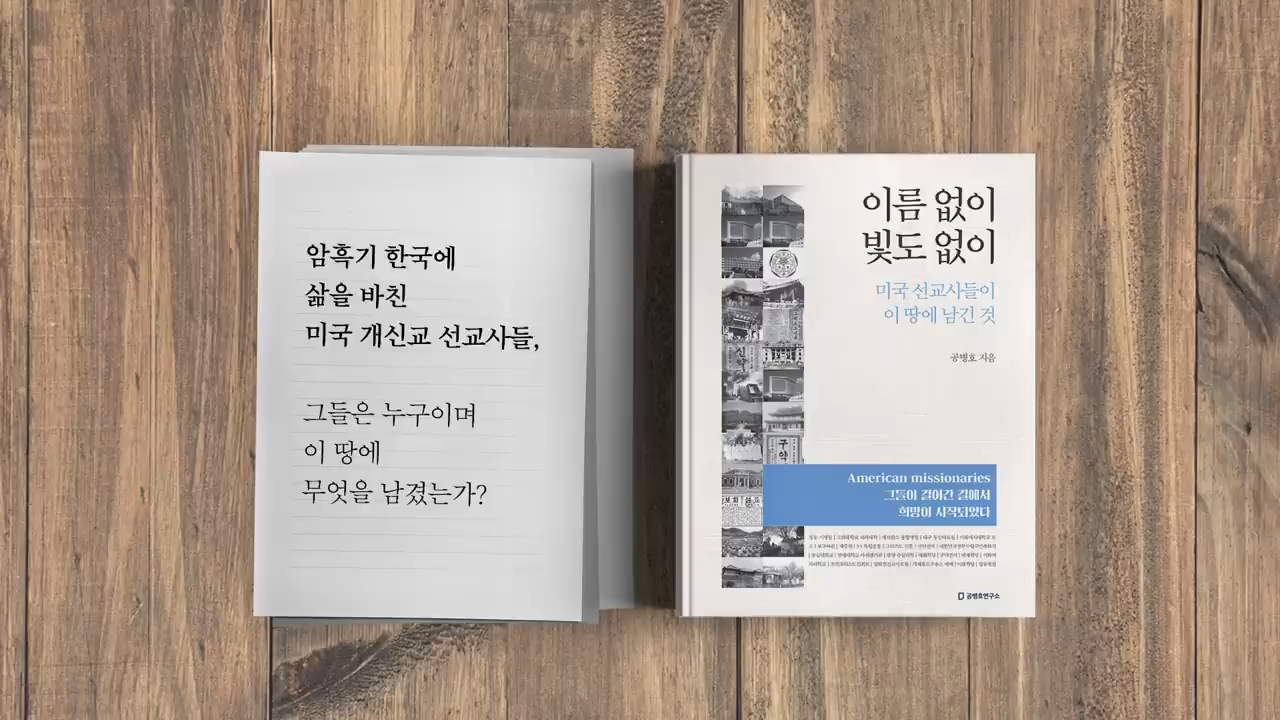 암흑기 한국에
삶을 바친
미국 개신교 선교사들,
그들은 누구이며
이 땅에
무엇을 남겼는가?
이름 없이
빛도 없이
미국 선교사들이
이 땅에 남긴 것
공병호 지음
구약
American missionaries
그들이 걸어간 길에서
희망이 시작되었다
공병호연구소